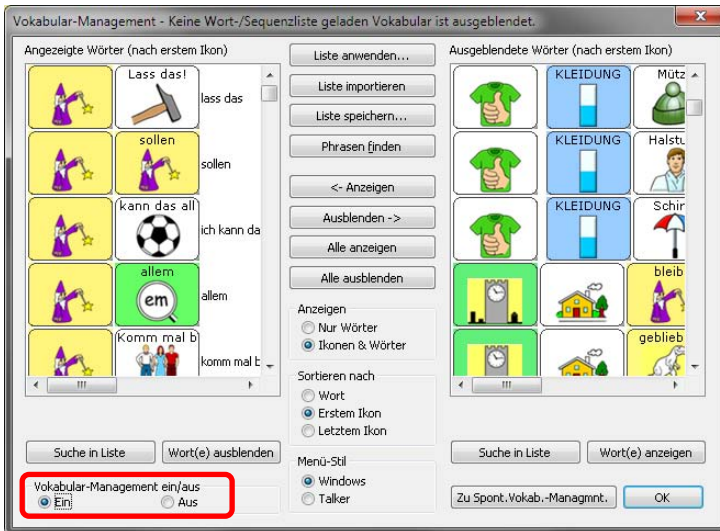 Vokabular-Management - Keine Wort-/Sequenzliste geladen Vokabular ist ausgeblendet.
Angezeigte Wörter (nach erstem Ikon)
Lass das!
lass das
sollen
sollen
kann das all
ich kann da
allem
em
allem
Komm mal b
komm mal b
Suche in Liste
Wort(e) ausblenden
Vokabular-Management ein/aus
Ein
Aus
Liste anwenden...
Liste importieren
Liste speichern...
Phrasen finden
<- Anzeigen
Ausblenden ->
Alle anzeigen
Alle ausblenden
Anzeigen
Nur Wörter
Ikonen & Wörter
Sortieren nach
Wort
Erstem Ikon
Letztem Ikon
Menü-Stil
Windows
Talker
Ausgeblendete Wörter (nach erstem Ikon)
KLEIDUNG
Mütz
KLEIDUNG
Halstu
KLEIDUNG
Schir
bleib
geblieb
Suche in Liste
Wort(e) anzeigen
Zu Spont.Vokab.-Managmnt.
OK